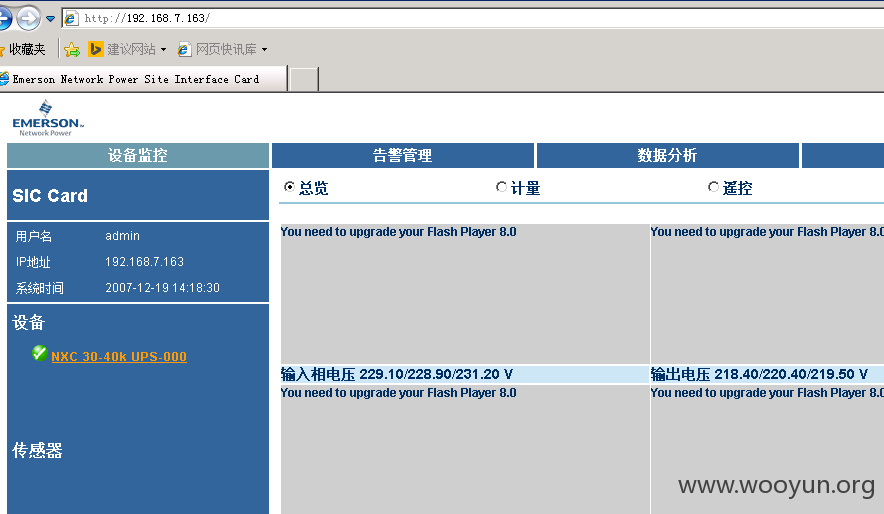 http://192.168.7.163/
收藏夹 建议网站 网页快讯库
Emerson Network Power Site Interface Card
EMERSON
Network Power
设备监控 告警管理 数据分析
SIC Card
总览 计量 遥控
用户名 admin
IP地址 192.168.7.163
系统时间 2007-12-19 14:18:30
You need to upgrade your Flash Player 8.0 You need to upgrade your Flash Player 8.0
设备
NXC 30-40k UPS-000
输入相电压 229.10/228.90/231.20 V 输出电压 218.40/220.40/219.50 V
You need to upgrade your Flash Player 8.0 You need to upgrade your Flash Player 8.0
传感器
www.wooyun.org